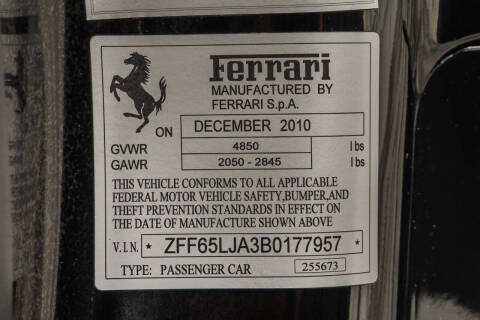 Ferrari
MANUFACTURED BY
FERRARI S.p.A.
ON DECEMBER 2010
GVWR 4850 lbs
GAWR 2050 - 2845 lbs
THIS VEHICLE CONFORMS TO ALL APPLICABLE
FEDERAL MOTOR VEHICLE SAFETY,BUMPER,AND
THEFT PREVENTION STANDARDS IN EFFECT ON
THE DATE OF MANUFACTURE SHOWN ABOVE
V.I.N. * ZFF65LJA3B0177957 *
TYPE: PASSENGER CAR 255673